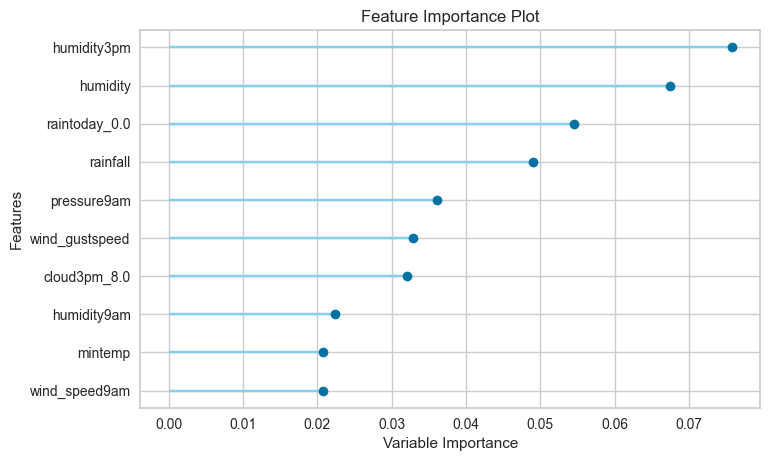 Feature Importance Plot
Features
humidity3pm
humidity
raintoday_0.0
rainfall
pressure9am
wind_gustspeed
cloud3pm_8.0
humidity9am
mintemp
wind_speed9am
0.00 0.01 0.02 0.03 0.04 0.05 0.06 0.07
Variable Importance